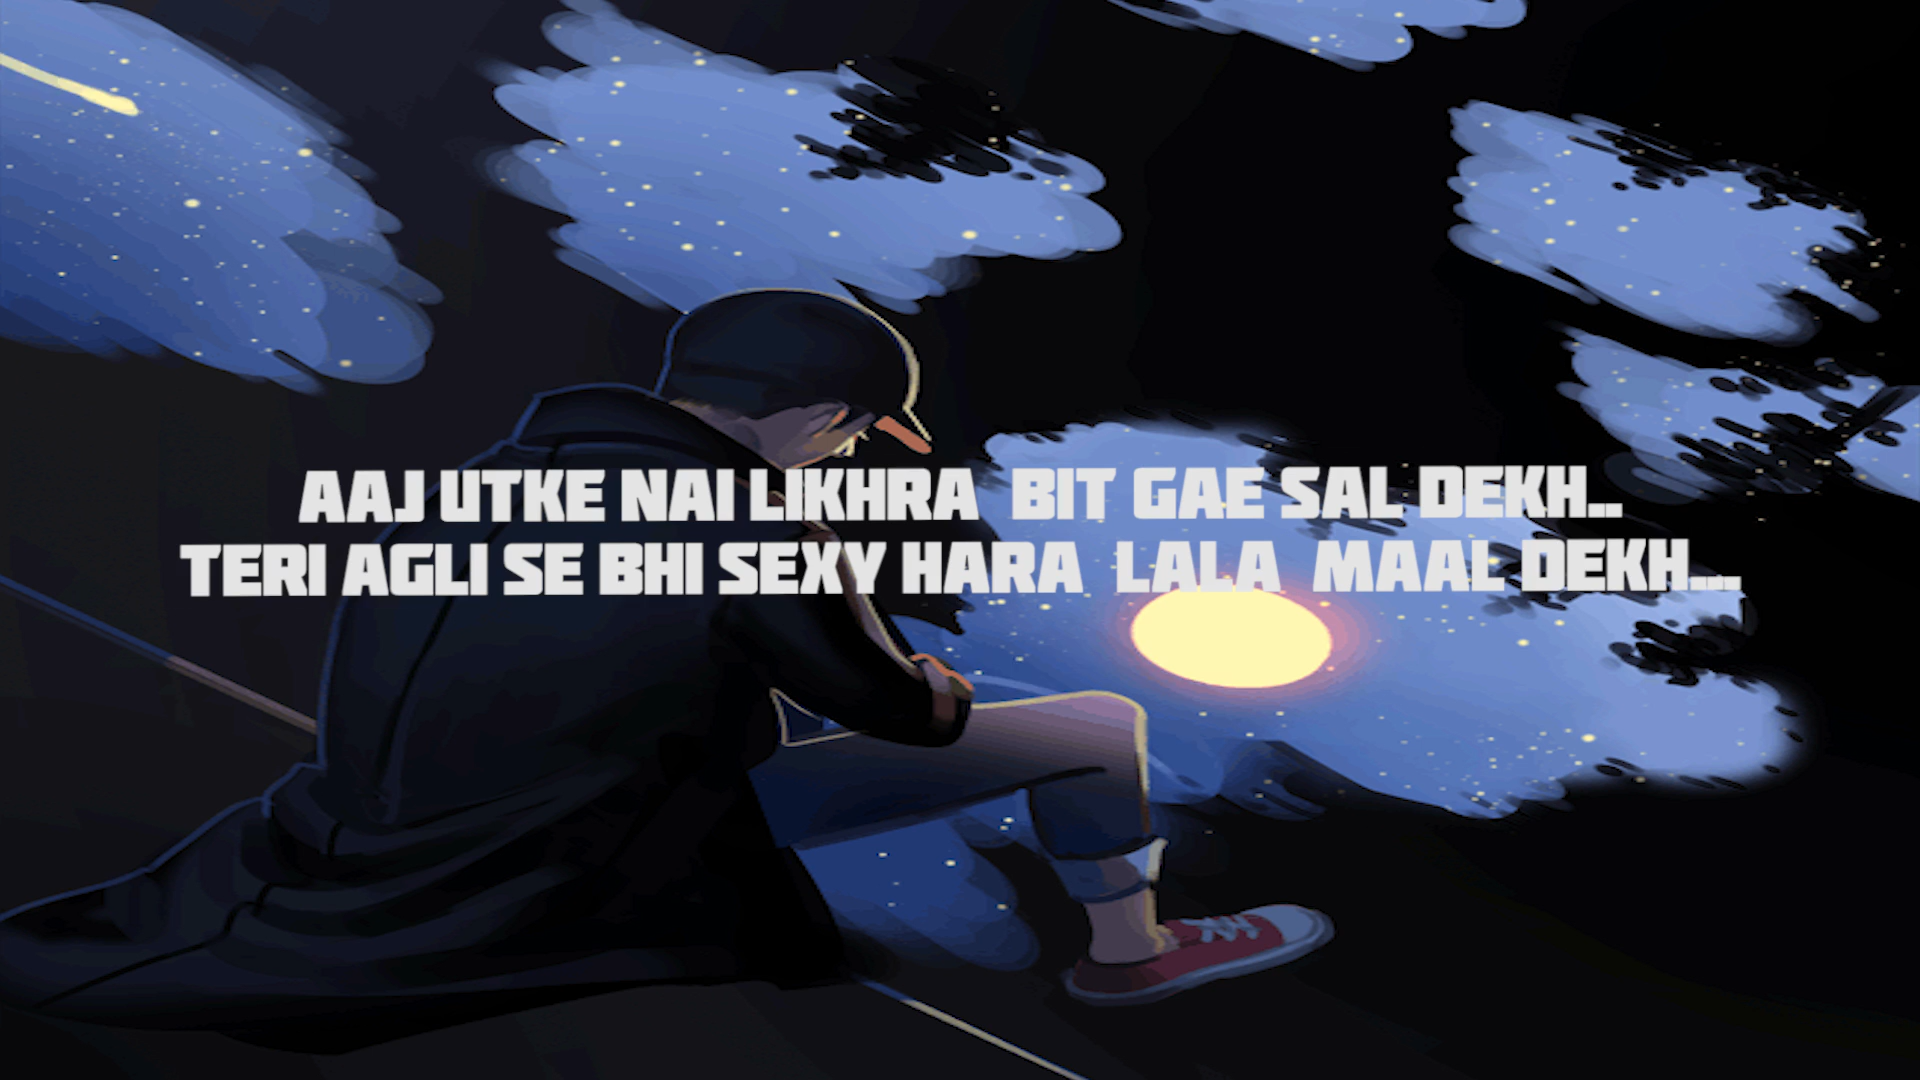 AAJ UTKE NAI LIKHRA BIT GAE SAL DEKH..
TERI AGLI SE BHI SEXY HARA LALA MAAL DEKH...